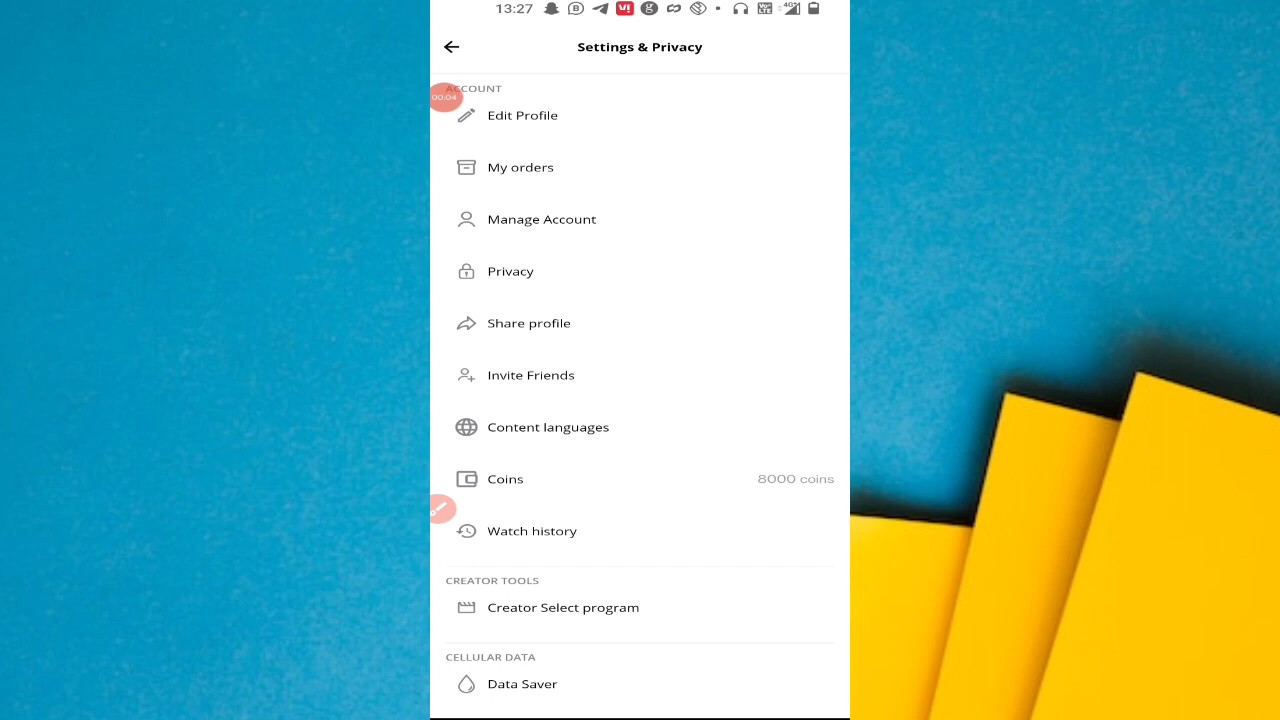 13:27
Settings & Privacy
ACCOUNT
00:04
Edit Profile
My orders
Manage Account
Privacy
Share profile
Invite Friends
Content languages
Coins 8000 coins
Watch history
CREATOR TOOLS
Creator Select program
CELLULAR DATA
Data Saver